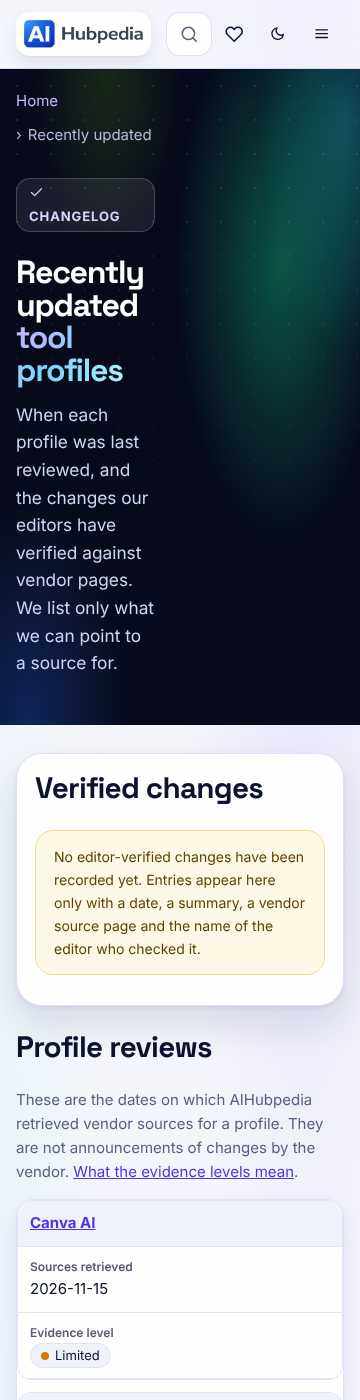 AI Hubpedia
Home
› Recently updated
CHANGELOG
Recently
updated
tool
profiles
When each
profile was last
reviewed, and
the changes our
editors have
verified against
vendor pages.
We list only what
we can point to
a source for.
Verified changes
No editor-verified changes have been
recorded yet. Entries appear here
only with a date, a summary, a vendor
source page and the name of the
editor who checked it.
Profile reviews
These are the dates on which AIHubpedia
retrieved vendor sources for a profile. They
are not announcements of changes by the
vendor. What the evidence levels mean.
Canva AI
Sources retrieved
2026-11-15
Evidence level
Limited